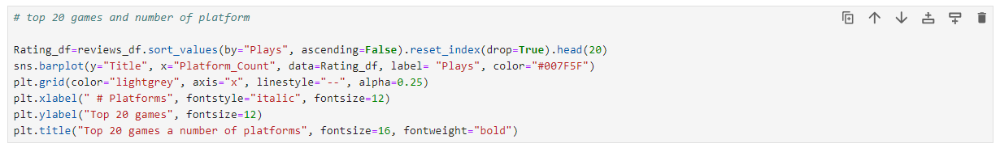 # top 20 games and number of platform
Rating_df=reviews_df.sort_values(by="Plays", ascending=False).reset_index(drop=True).head(20)
sns.barplot(y="Title", x="Platform_Count", data=Rating_df, label= "Plays", color="#007F5F")
plt.grid(color="lightgrey", axis="x", linestyle="--", alpha=0.25)
plt.xlabel(" # Platforms", fontstyle="italic", fontsize=12)
plt.ylabel("Top 20 games", fontsize=12)
plt.title("Top 20 games a number of platforms", fontsize=16, fontweight="bold")